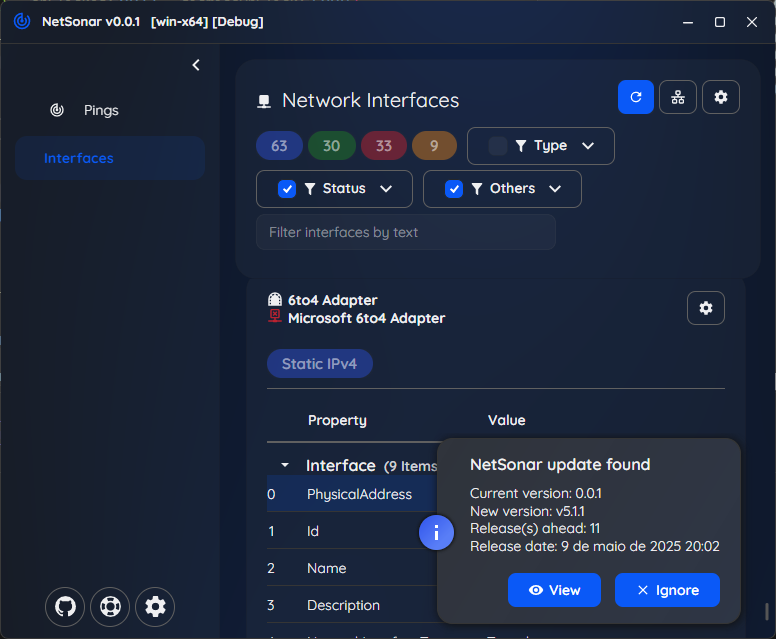 NetSonar v0.0.1 [win-x64] [Debug]
Pings
Interfaces
Network Interfaces
63 30 33 9 Type
Status Others
Filter interfaces by text
6to4 Adapter
Microsoft 6to4 Adapter
Static IPv4
Property Value
Interface (9 Items
0 PhysicalAddress
1 Id
2 Name
3 Description
NetSonar update found
Current version: 0.0.1
New version: v5.1.1
Release(s) ahead: 11
Release date: 9 de maio de 2025 20:02
View Ignore